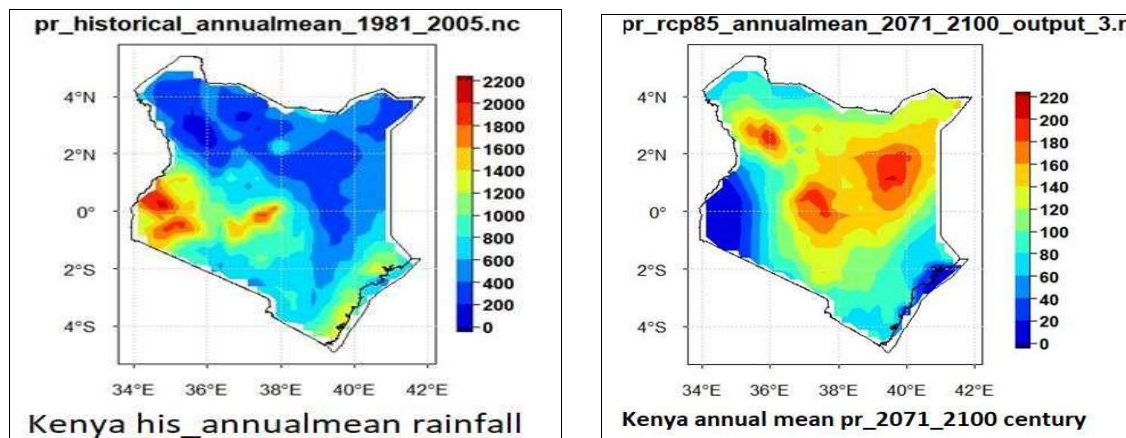 pr_historical_annualmean_1981_2005.nc
4°N
2°N
0°
2°S
4°S
34°E 36°E 38°E 40°E 42°E
2200
2000
1800
1600
1400
1200
1000
800
600
400
200
0
Kenya his_annualmean rainfall
pr_rcp85_annualmean_2071_2100_output_3.r
4°N
2°N
0°
2°S
4°S
34°E 36°E 38°E 40°E 42°E
220
200
180
160
140
120
100
80
60
40
20
0
Kenya annual mean pr_2071_2100 century